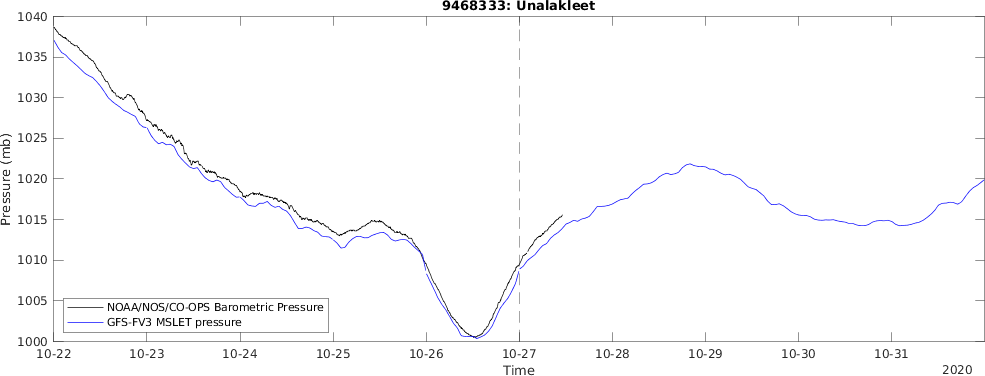 9468333: Unalakleet
1040
1035
1030
1025
1020
1015
1010
1005
1000
Pressure (mb)
NOAA/NOS/CO-OPS Barometric Pressure
GFS-FV3 MSLET pressure
10-22 10-23 10-24 10-25 10-26 10-27 10-28 10-29 10-30 10-31
Time
2020